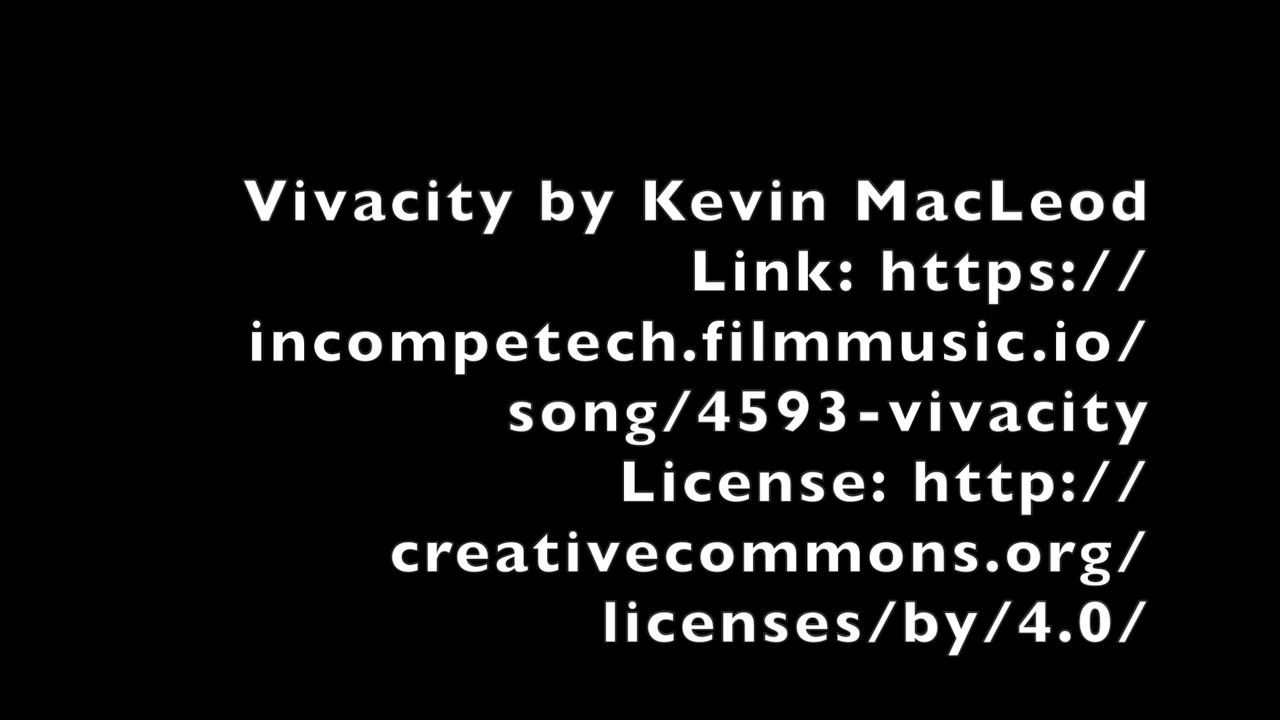 Vivacity by Kevin MacLeod
Link: https://
incompetech.filmmusic.io/
song/4593-vivacity
License: http://
creativecommons.org/
licenses/by/4.0/